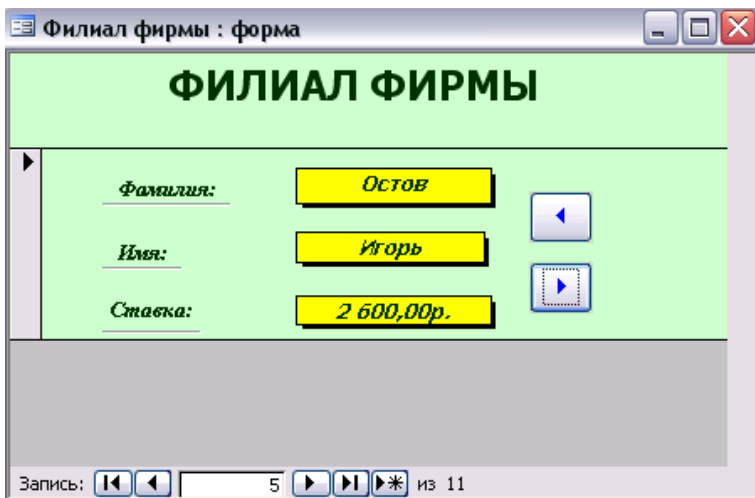 Филиал фирмы : форма
ФИЛИАЛ ФИРМЫ
Фамилия: Остов
Имя: Игорь
Ставка: 2 600,00р.
Запись: 5 из 11